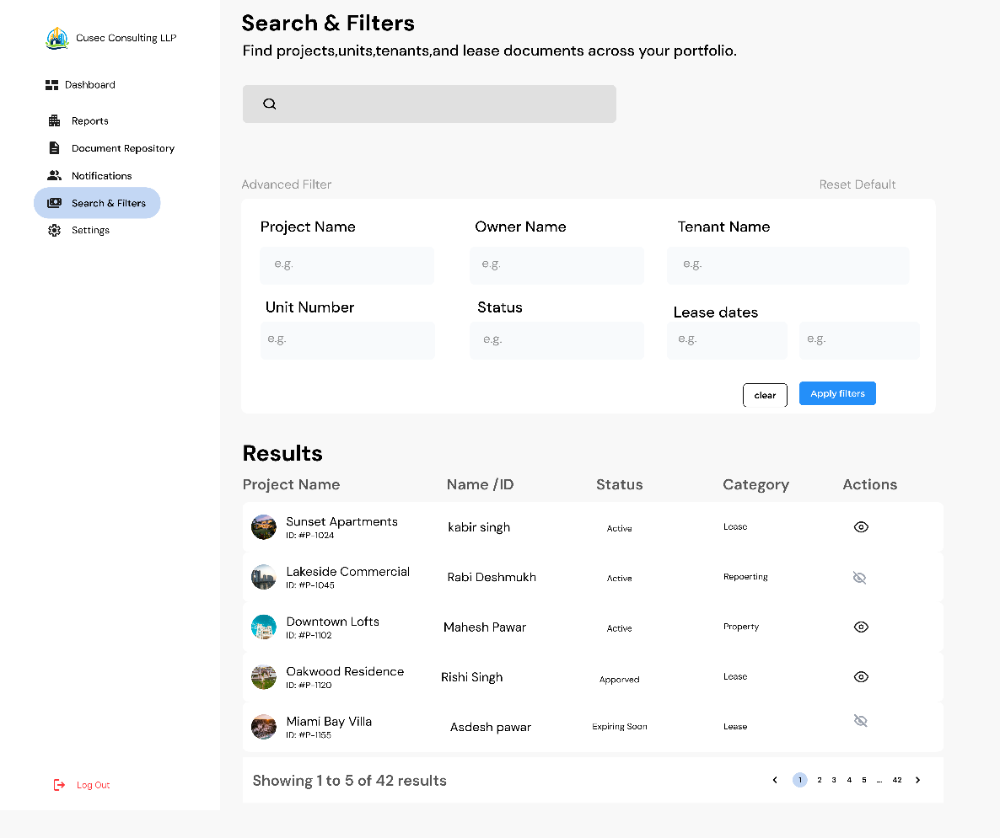 Cusec Consulting LLP
Dashboard
Reports
Document Repository
Notifications
Search & Filters
Settings
Log Out
Search & Filters
Find projects,units,tenants,and lease documents across your portfolio.
Advanced Filter
Reset Default
Project Name
Owner Name
Tenant Name
e.g.
e.g.
e.g.
Unit Number
Status
Lease dates
e.g.
e.g.
e.g.
e.g.
clear
Apply filters
Results
Project Name
Name /ID
Status
Category
Actions
Sunset Apartments
ID: #P-1024
kabir singh
Active
Lease
Lakeside Commercial
ID: #P-1045
Rabi Deshmukh
Active
Repoerting
Downtown Lofts
ID: #P-1102
Mahesh Pawar
Active
Property
Oakwood Residence
ID: #P-1120
Rishi Singh
Apporved
Lease
Miami Bay Villa
ID: #P-1155
Asdesh pawar
Expiring Soon
Lease
Showing 1 to 5 of 42 results
1 2 3 4 5 ... 42